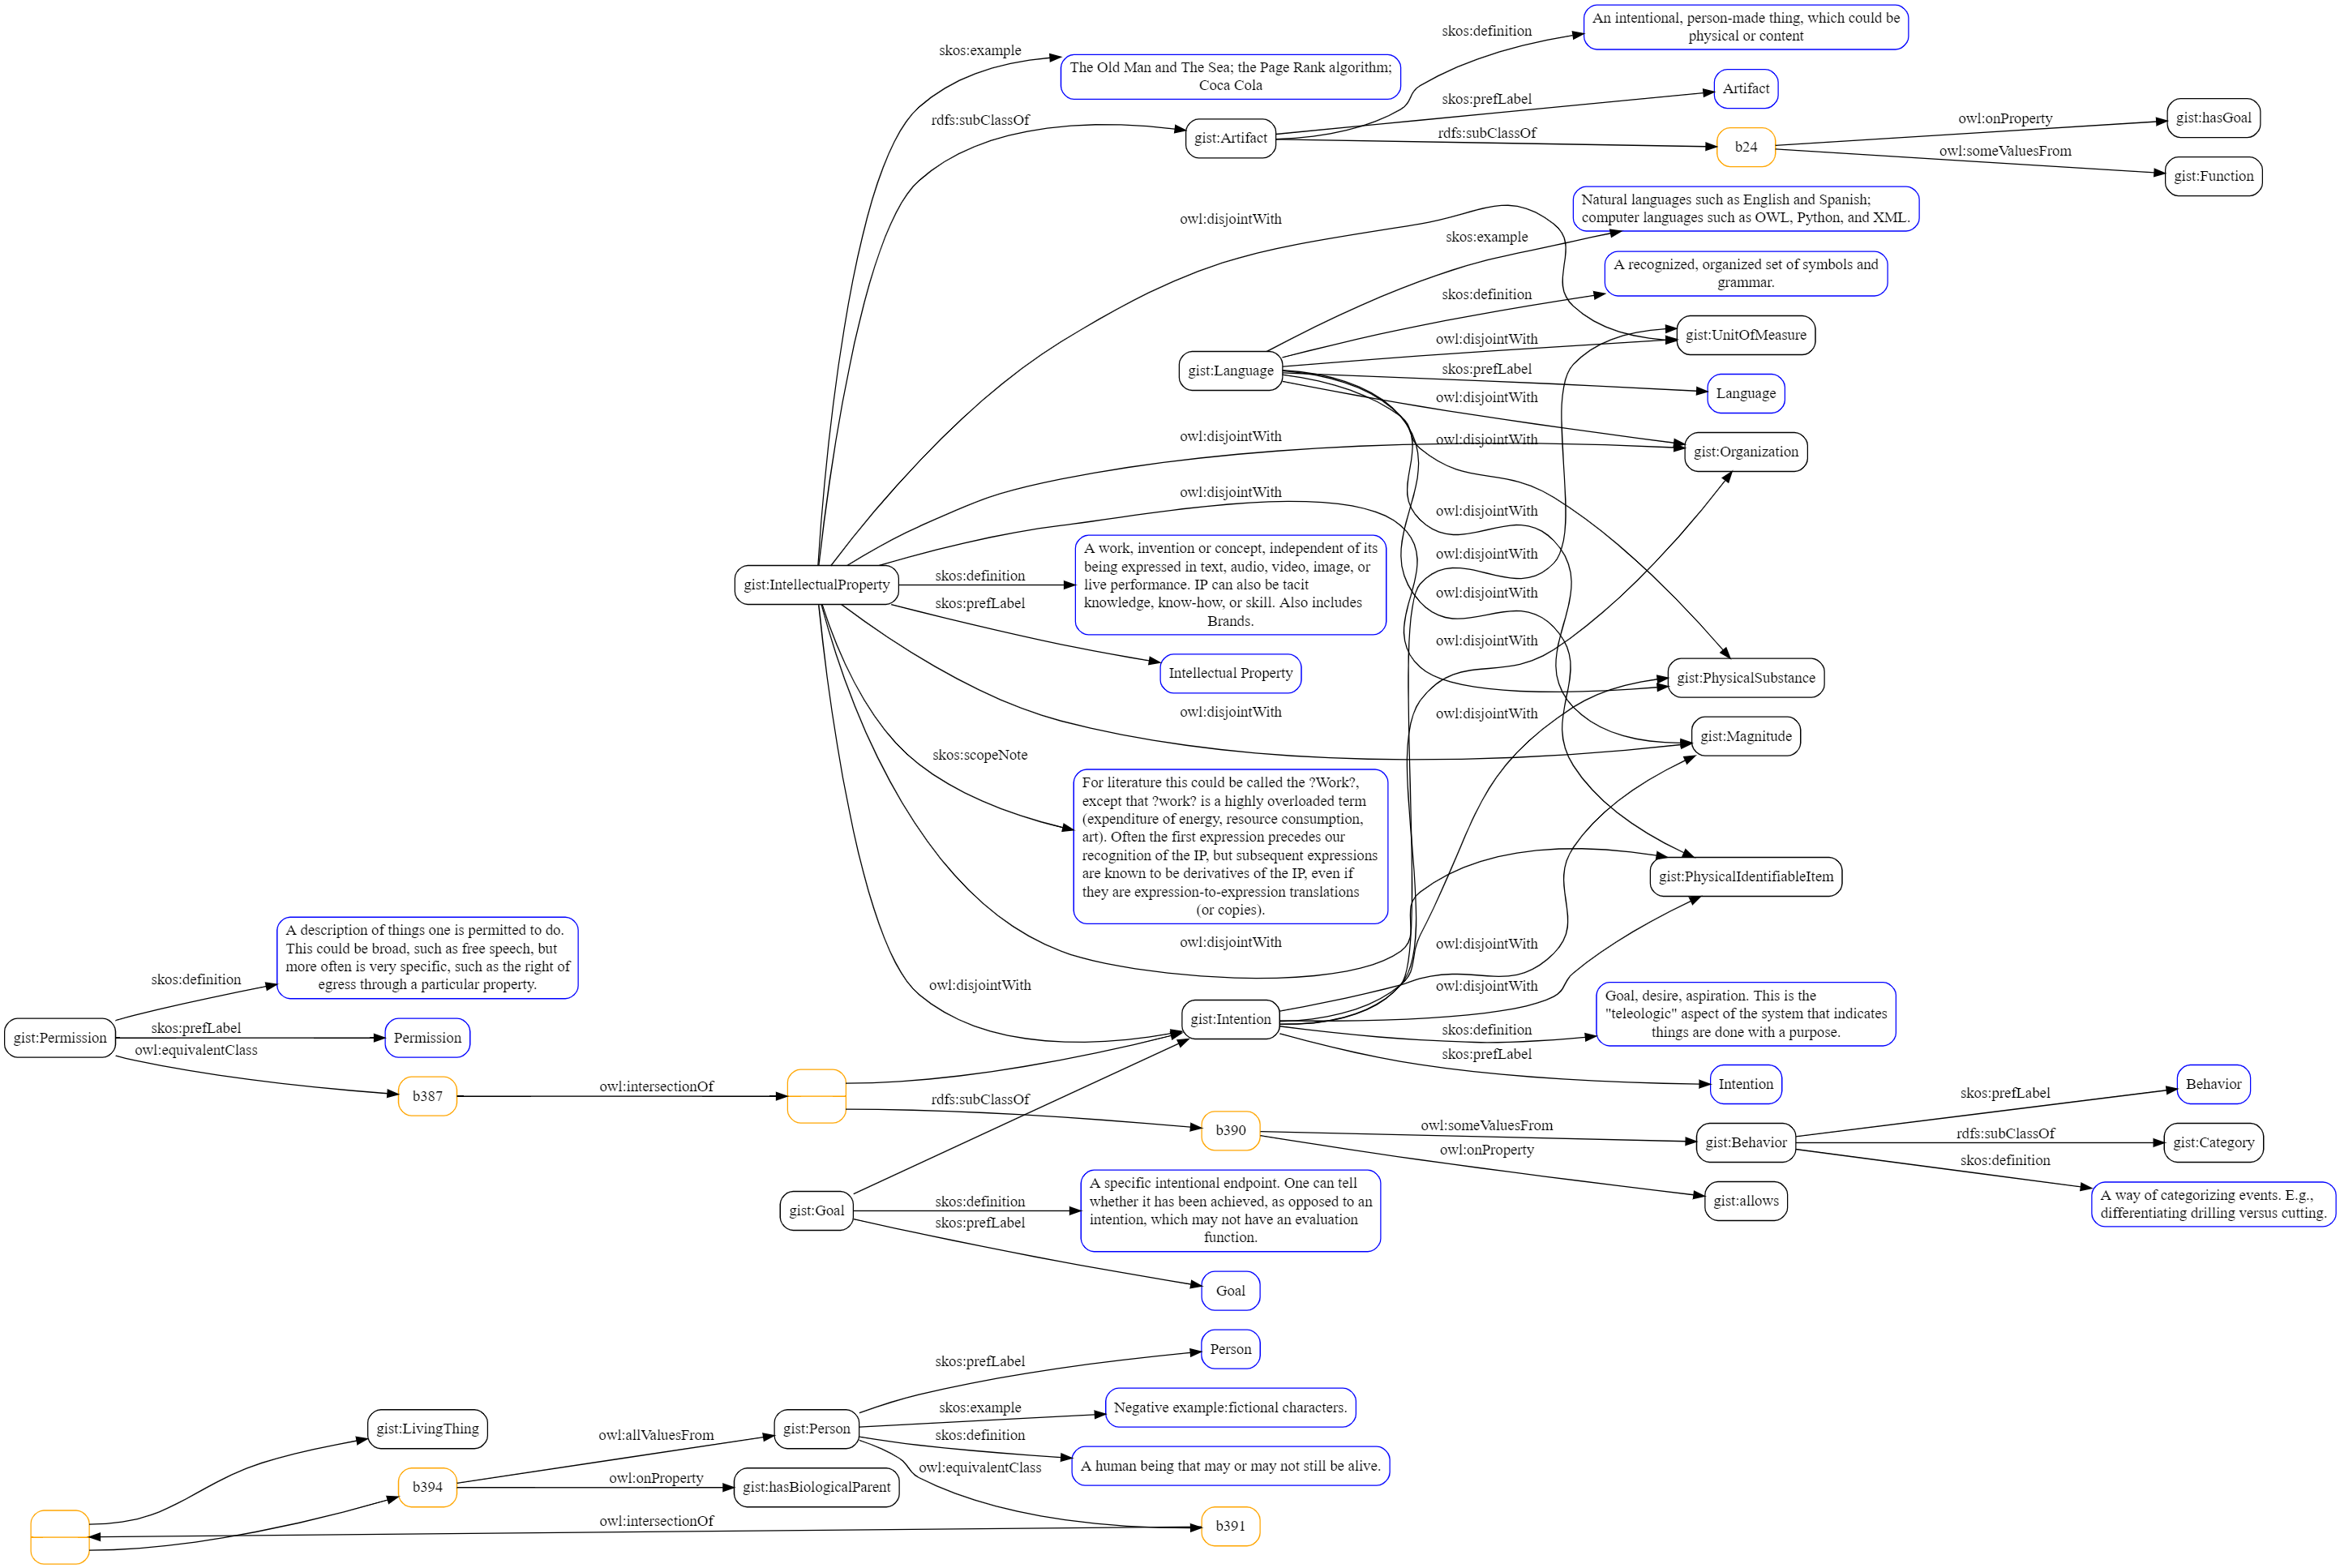 An intentional, person-made thing, which could be
physical or content
skos:definition
skos:example
The Old Man and The Sea; the Page Rank algorithm;
Coca Cola
Artifact
skos:prefLabel
rdfs:subClassOf
gist:Artifact
rdfs:subClassOf
b24
owl:onProperty
gist:hasGoal
owl:someValuesFrom
gist:Function
Natural languages such as English and Spanish;
computer languages such as OWL, Python, and XML.
owl:disjointWith
skos:example
A recognized, organized set of symbols and
grammar.
skos:definition
gist:UnitOfMeasure
owl:disjointWith
gist:Language
skos:prefLabel
Language
owl:disjointWith
owl:disjointWith
owl:disjointWith
gist:Organization
owl:disjointWith
owl:disjointWith
gist:IntellectualProperty
skos:definition
A work, invention or concept, independent of its
being expressed in text, audio, video, image, or
live performance. IP can also be tacit
knowledge, know-how, or skill. Also includes
Brands.
owl:disjointWith
owl:disjointWith
skos:prefLabel
Intellectual Property
owl:disjointWith
gist:PhysicalSubstance
owl:disjointWith
owl:disjointWith
gist:Magnitude
skos:scopeNote
For literature this could be called the ?Work?,
except that ?work? is a highly overloaded term
(expenditure of energy, resource consumption,
art). Often the first expression precedes our
recognition of the IP, but subsequent expressions
are known to be derivatives of the IP, even if
they are expression-to-expression translations
(or copies).
gist:PhysicalIdentifiableItem
owl:disjointWith
owl:disjointWith
owl:disjointWith
owl:disjointWith
A description of things one is permitted to do.
This could be broad, such as free speech, but
more often is very specific, such as the right of
egress through a particular property.
skos:definition
gist:Permission
skos:prefLabel
Permission
owl:equivalentClass
b387
owl:intersectionOf
gist:Intention
skos:definition
Goal, desire, aspiration. This is the
"teleologic" aspect of the system that indicates
things are done with a purpose.
skos:prefLabel
Intention
rdfs:subClassOf
b390
owl:someValuesFrom
owl:onProperty
gist:Behavior
gist:allows
skos:prefLabel
Behavior
rdfs:subClassOf
gist:Category
skos:definition
A way of categorizing events. E.g.,
differentiating drilling versus cutting.
gist:Goal
skos:definition
A specific intentional endpoint. One can tell
whether it has been achieved, as opposed to an
intention, which may not have an evaluation
function.
skos:prefLabel
Goal
Person
skos:prefLabel
gist:LivingThing
owl:allValuesFrom
gist:Person
skos:example
Negative example:fictional characters.
skos:definition
A human being that may or may not still be alive.
owl:equivalentClass
b394
owl:onProperty
gist:hasBiologicalParent
owl:intersectionOf
b391